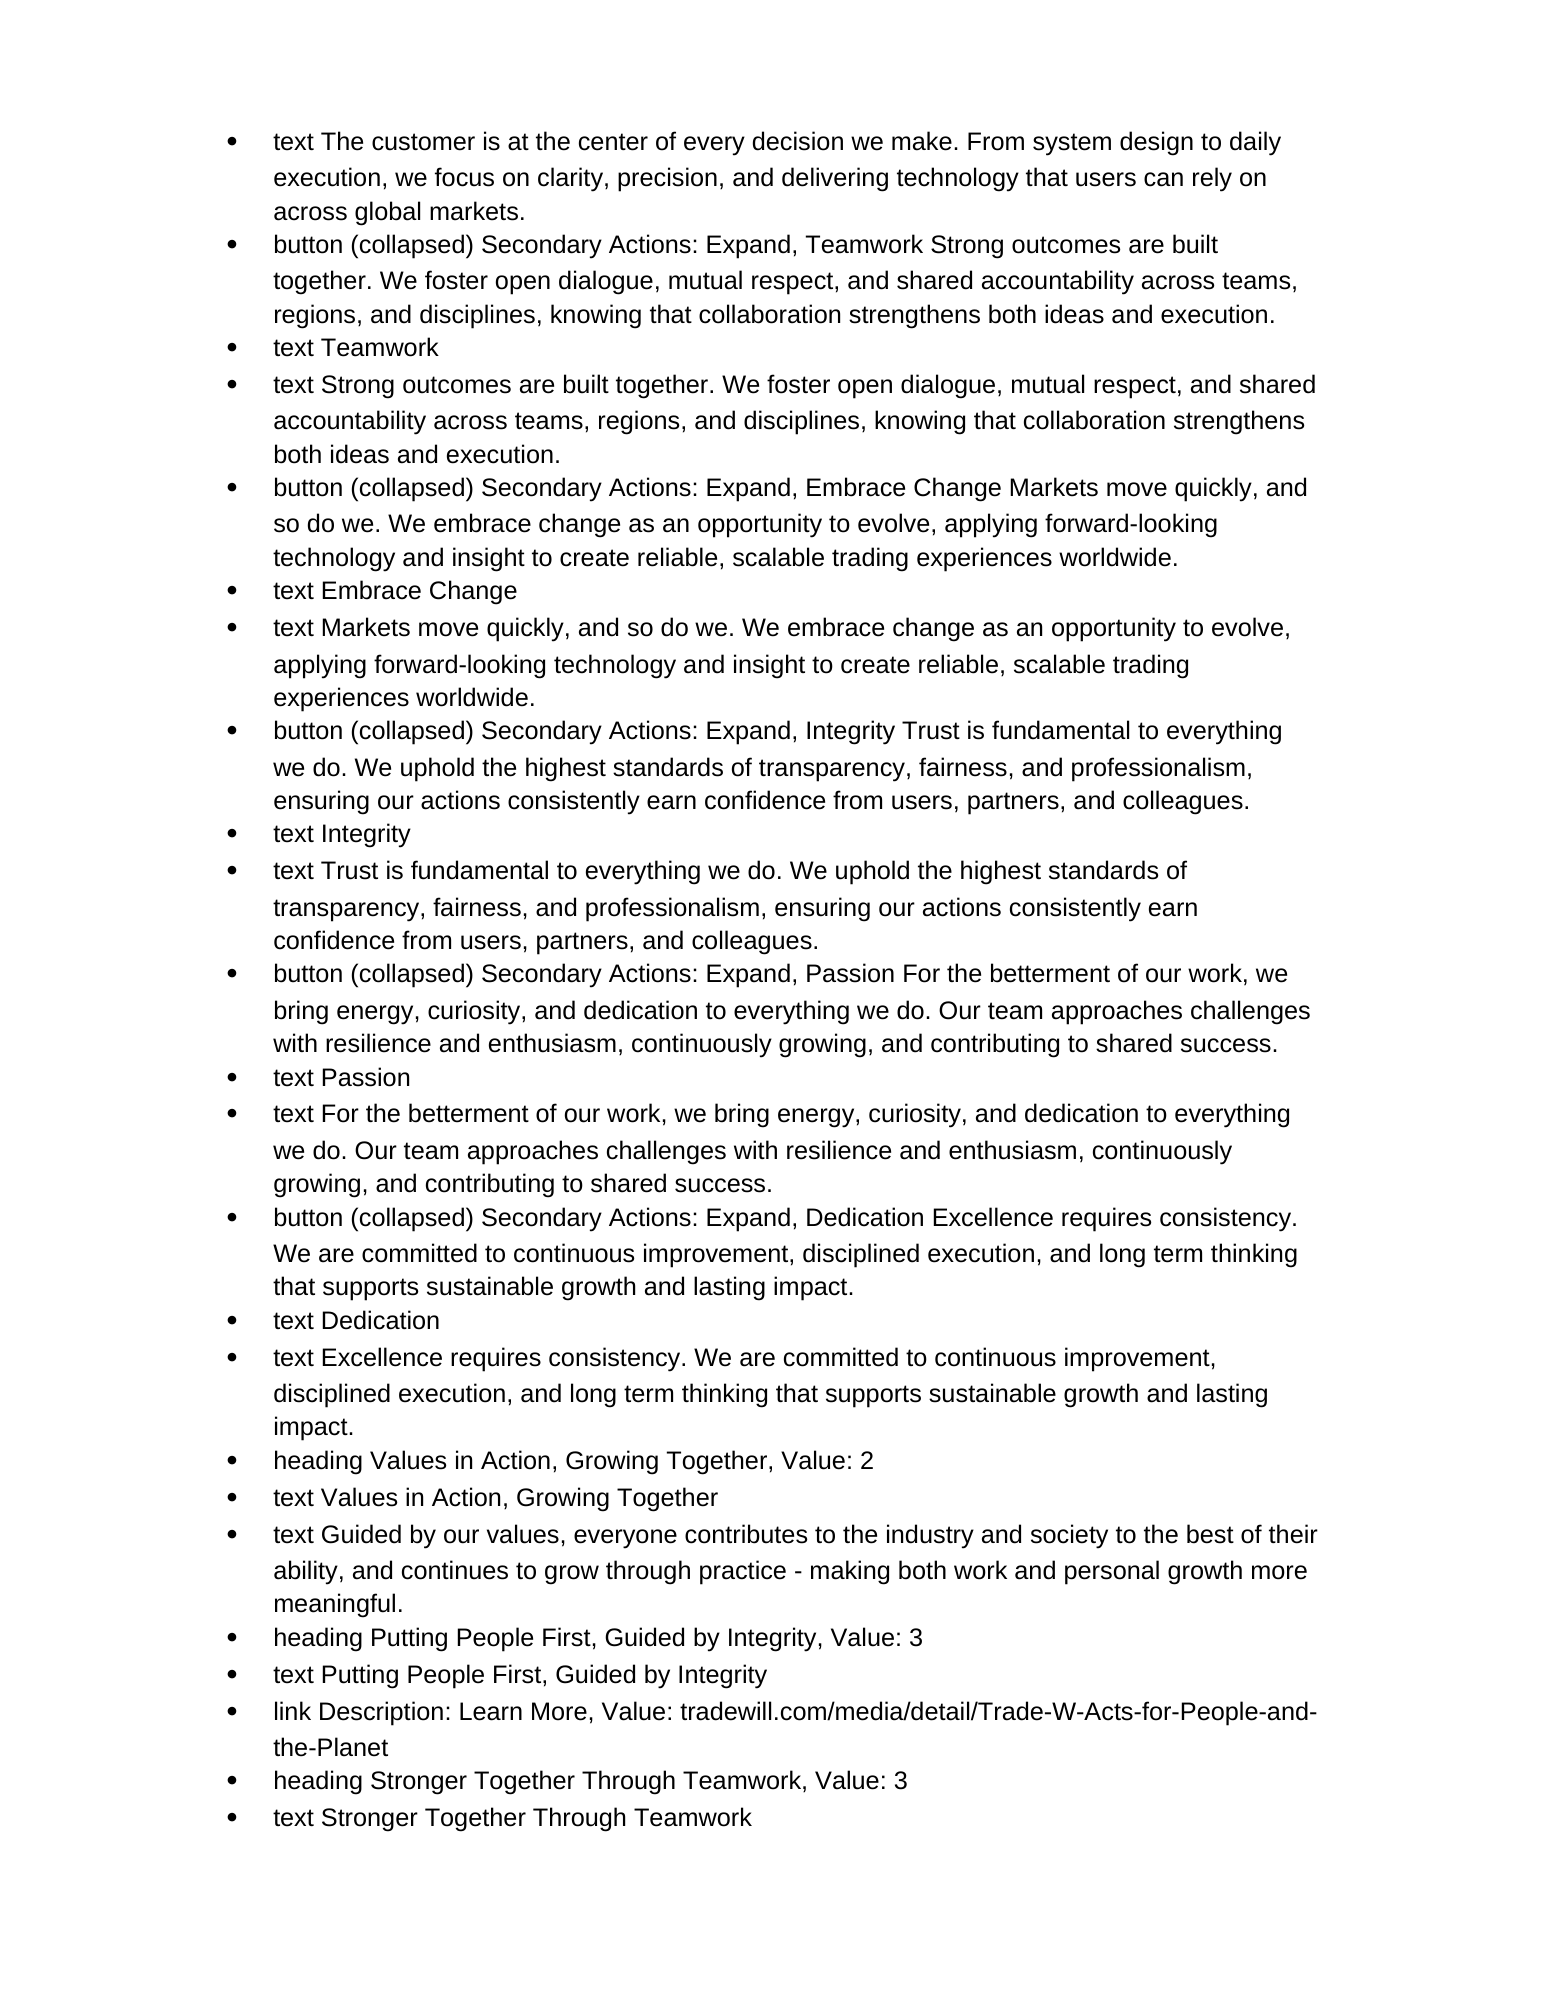 • text The customer is at the center of every decision we make. From system design to daily
execution, we focus on clarity, precision, and delivering technology that users can rely on
across global markets.
• button (collapsed) Secondary Actions: Expand, Teamwork Strong outcomes are built
together. We foster open dialogue, mutual respect, and shared accountability across teams,
regions, and disciplines, knowing that collaboration strengthens both ideas and execution.
• text Teamwork
• text Strong outcomes are built together. We foster open dialogue, mutual respect, and shared
accountability across teams, regions, and disciplines, knowing that collaboration strengthens
both ideas and execution.
• button (collapsed) Secondary Actions: Expand, Embrace Change Markets move quickly, and
so do we. We embrace change as an opportunity to evolve, applying forward-looking
technology and insight to create reliable, scalable trading experiences worldwide.
• text Embrace Change
• text Markets move quickly, and so do we. We embrace change as an opportunity to evolve,
applying forward-looking technology and insight to create reliable, scalable trading
experiences worldwide.
• button (collapsed) Secondary Actions: Expand, Integrity Trust is fundamental to everything
we do. We uphold the highest standards of transparency, fairness, and professionalism,
ensuring our actions consistently earn confidence from users, partners, and colleagues.
• text Integrity
• text Trust is fundamental to everything we do. We uphold the highest standards of
transparency, fairness, and professionalism, ensuring our actions consistently earn
confidence from users, partners, and colleagues.
• button (collapsed) Secondary Actions: Expand, Passion For the betterment of our work, we
bring energy, curiosity, and dedication to everything we do. Our team approaches challenges
with resilience and enthusiasm, continuously growing, and contributing to shared success.
• text Passion
• text For the betterment of our work, we bring energy, curiosity, and dedication to everything
we do. Our team approaches challenges with resilience and enthusiasm, continuously
growing, and contributing to shared success.
• button (collapsed) Secondary Actions: Expand, Dedication Excellence requires consistency.
We are committed to continuous improvement, disciplined execution, and long term thinking
that supports sustainable growth and lasting impact.
• text Dedication
• text Excellence requires consistency. We are committed to continuous improvement,
disciplined execution, and long term thinking that supports sustainable growth and lasting
impact.
• heading Values in Action, Growing Together, Value: 2
• text Values in Action, Growing Together
• text Guided by our values, everyone contributes to the industry and society to the best of their
ability, and continues to grow through practice - making both work and personal growth more
meaningful.
• heading Putting People First, Guided by Integrity, Value: 3
• text Putting People First, Guided by Integrity
• link Description: Learn More, Value: tradewill.com/media/detail/Trade-W-Acts-for-People-and-
the-Planet
• heading Stronger Together Through Teamwork, Value: 3
• text Stronger Together Through Teamwork